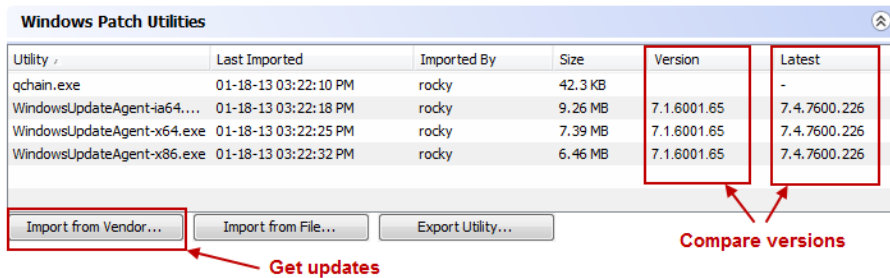 Windows Patch Utilities
Utility Last Imported Imported By Size Version Latest
qchain.exe 01-18-13 03:22:10 PM rocky 42.3 KB -
WindowsUpdateAgent-ia64.... 01-18-13 03:22:18 PM rocky 9.26 MB 7.1.6001.65 7.4.7600.226
WindowsUpdateAgent-x64.exe 01-18-13 03:22:25 PM rocky 7.39 MB 7.1.6001.65 7.4.7600.226
WindowsUpdateAgent-x86.exe 01-18-13 03:22:32 PM rocky 6.46 MB 7.1.6001.65 7.4.7600.226
Import from Vendor... Import from File... Export Utility...
Compare versions
Get updates